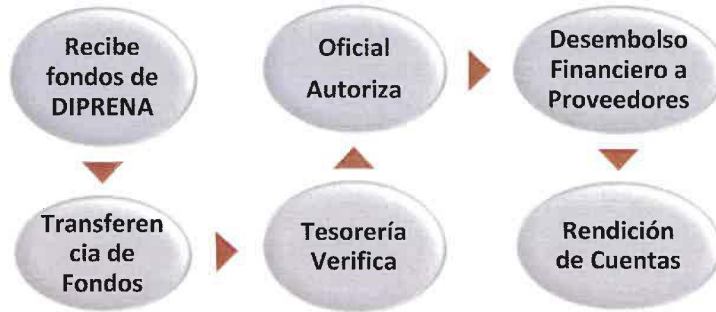 Recibe
fondos de
DIPRENA
Transferen
cia de
Fondos
Tesorería
Verifica
Oficial
Autoriza
Desembolso
Financiero a
Proveedores
Rendición
de Cuentas